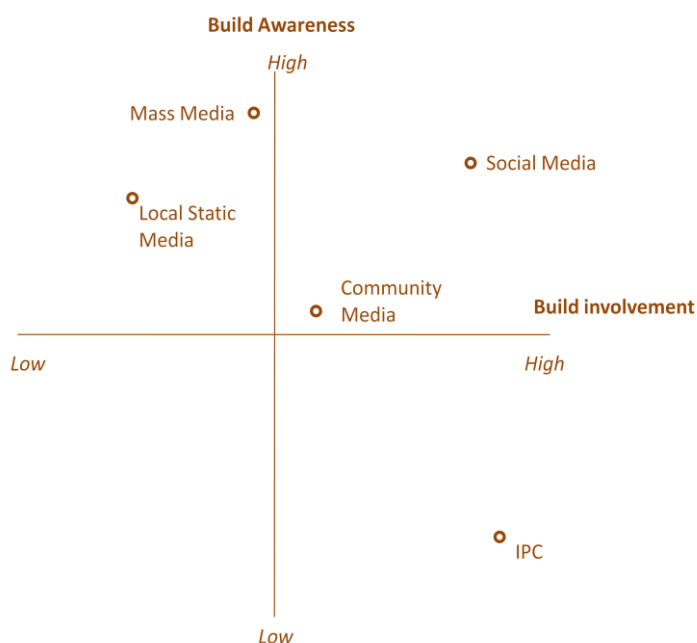 Build Awareness
High
Mass Media
Social Media
Local Static
Media
Community
Media
Build involvement
Low
High
IPC
Low